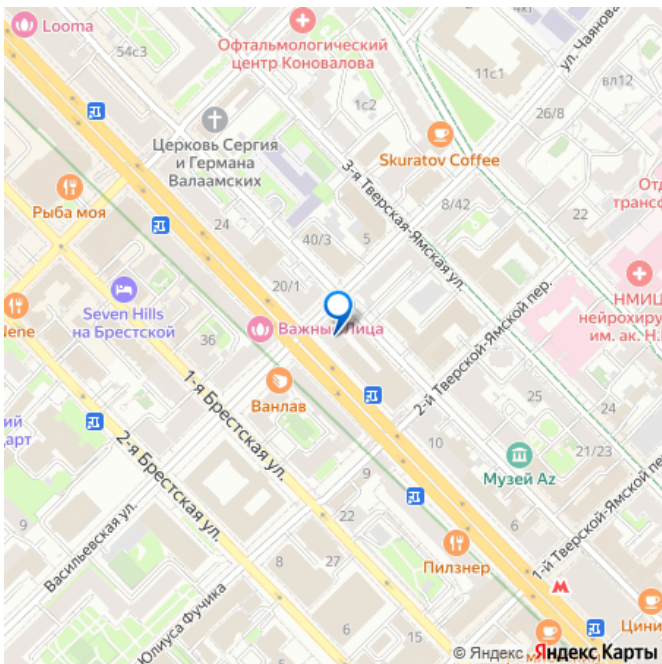 Looma
54с3
Офтальмологический
центр Коновалова
11с1
ул. Чаянова
вл12
1с2
26/8
Церковь Сергия
и Германа
Валаамских
Skuratov Coffee
3-я Тверская-Ямская ул.
Рыба моя
24
40/3
5
8/42
22
20/1
Seven Hills
на Брестской
Важный Лица
36
НМИЦ
нейрохиру
им. ак. Н.
2-й Тверской-Ямской пер.
Ванлав
1-я Брестская ул.
25
24
2-я Брестская ул.
10
21/23
Музей Az
9
9
Васильевская ул.
22
6
Пилзнер
1-й Тверской-Ямской пер.
8
27
Юлиуса Фучика
6
15
© Яндекс Яндекс Карты